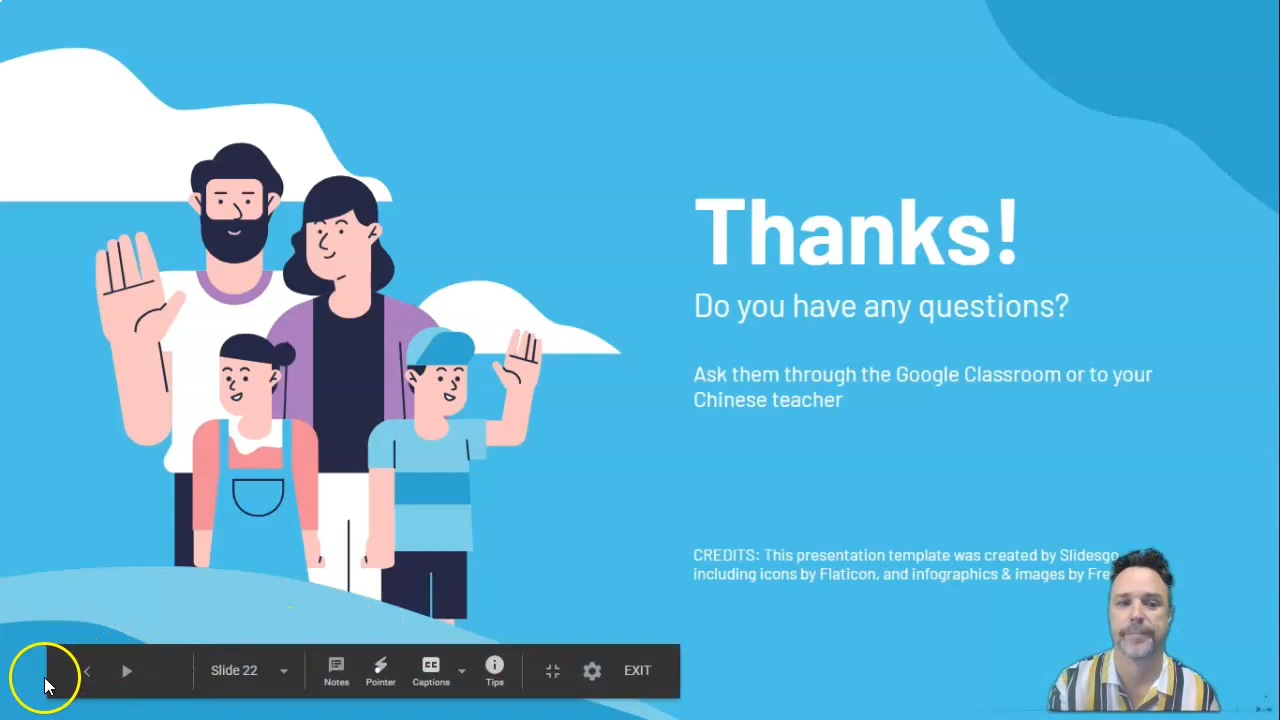 Thanks!
Do you have any questions?
Ask them through the Google Classroom or to your
Chinese teacher
CREDITS: This presentation template was created by Slidesgo
including icons by Flaticon, and infographics & images by
Slide 22
Notes
Pointer
CC
Captions
Tips
EXIT